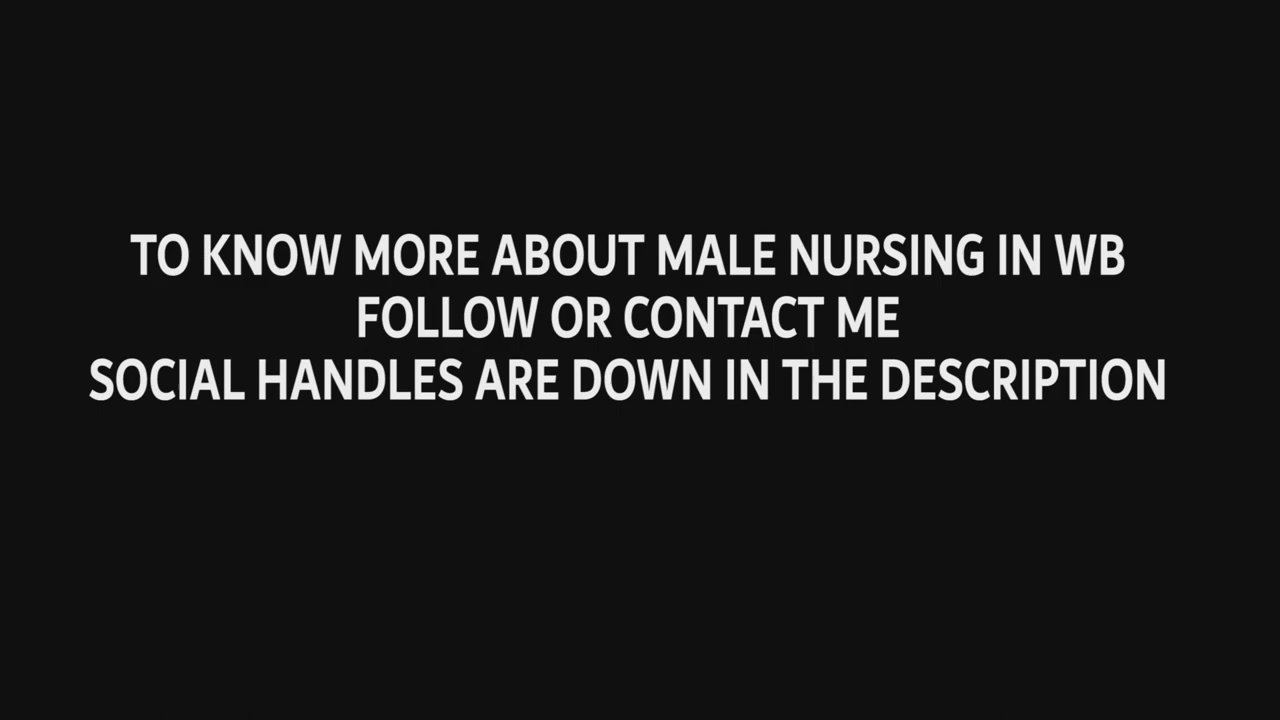 TO KNOW MORE ABOUT MALE NURSING IN WB
FOLLOW OR CONTACT ME
SOCIAL HANDLES ARE DOWN IN THE DESCRIPTION